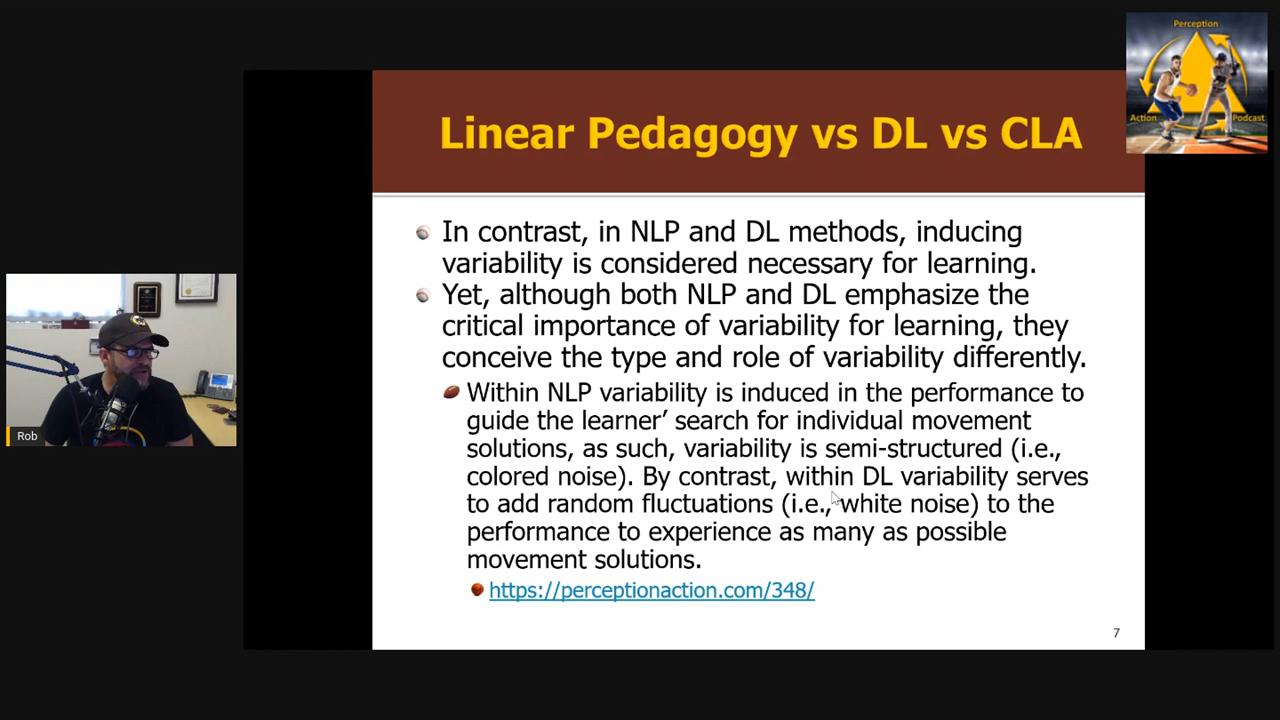 Perception
Action
Podcast
Linear Pedagogy vs DL vs CLA
In contrast, in NLP and DL methods, inducing
variability is considered necessary for learning.
Yet, although both NLP and DL emphasize the
critical importance of variability for learning, they
conceive the type and role of variability differently.
Within NLP variability is induced in the performance to
guide the learner’ search for individual movement
solutions, as such, variability is semi-structured (i.e.,
colored noise). By contrast, within DL variability serves
to add random fluctuations (i.e., white noise) to the
performance to experience as many as possible
movement solutions.
https://perceptionaction.com/348/
7
Rob